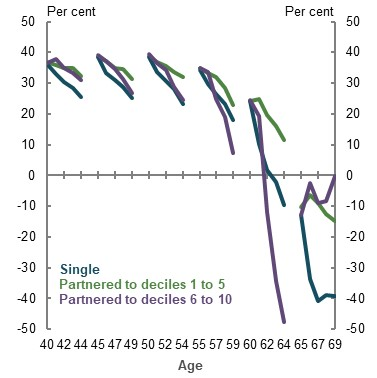 Per cent Per cent
50 50
40 40
30 30
20 20
10 10
0 0
-10 -10
-20 -20
-30 -30
-40 -40
-50 -50
Single
Partnered to deciles 1 to 5
Partnered to deciles 6 to 10
40 42 44 45 47 49 50 52 54 55 57 59 60 62 64 65 67 69
Age